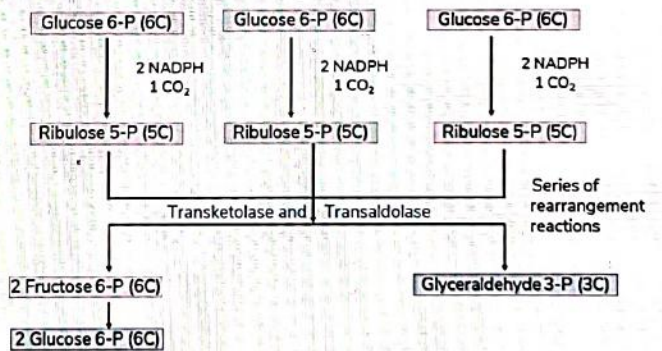 Glucose 6-P (6C) Glucose 6-P (6C) Glucose 6-P (6C)
2 NADPH 2 NADPH 2 NADPH
1 CO₂ 1 CO₂ 1 CO₂
Ribulose 5-P (5C) Ribulose 5-P (5C) Ribulose 5-P (5C)
Series of
rearrangement
reactions
Transketolase and Transaldolase
2 Fructose 6-P (6C) Glyceraldehyde 3-P (3C)
2 Glucose 6-P (6C)